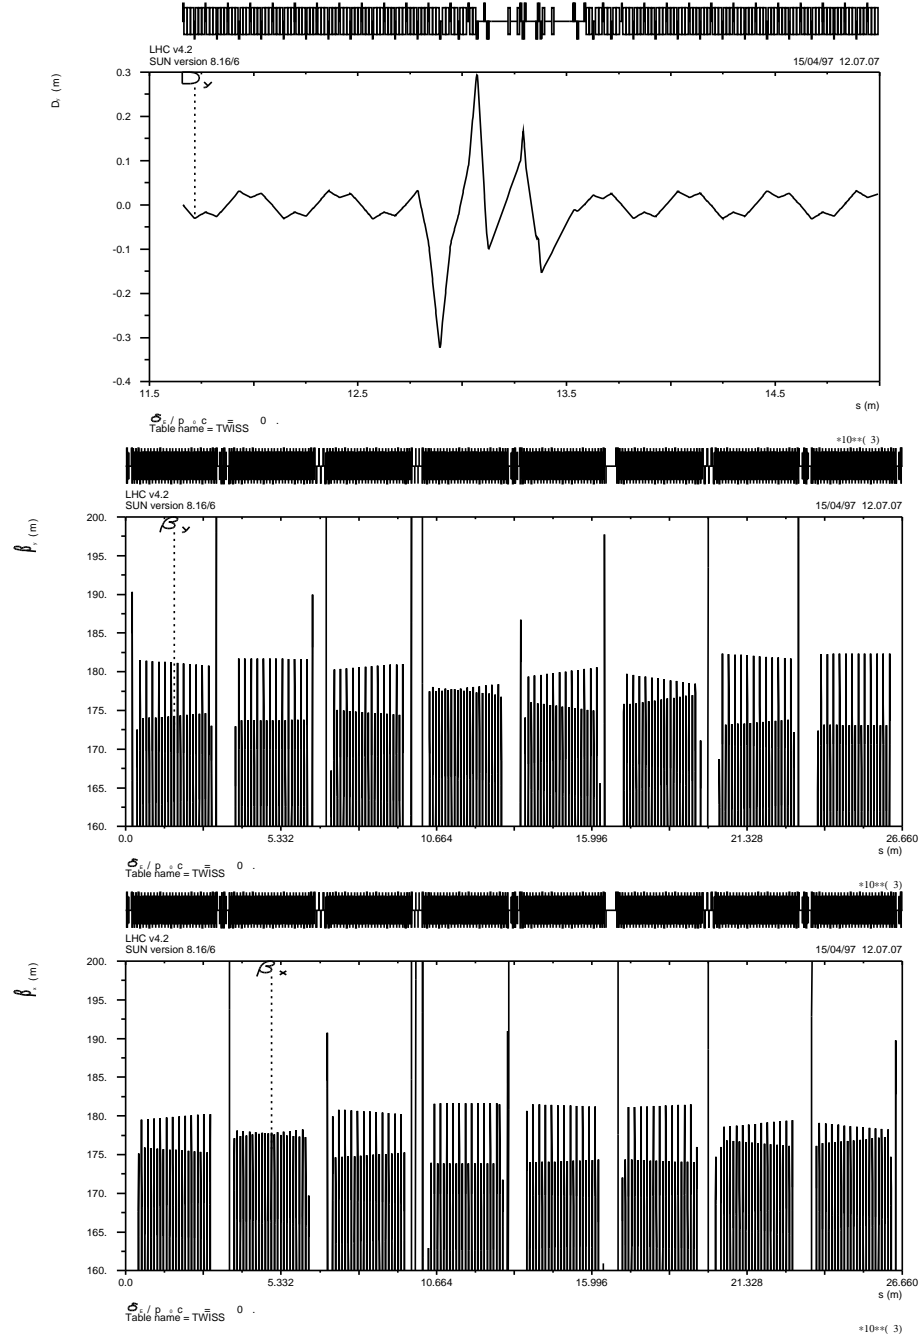 LHC v4.2
SUN version 8.16/6 15/04/97 12.07.07
D y
D, (m)
0.3
0.2
0.1
0.0
-0.1
-0.2
-0.3
-0.4
11.5 12.5 13.5 14.5
s (m)
δ E / p 0 c = 0 .
Table name = TWISS
*10**( 3)
LHC v4.2
SUN version 8.16/6 15/04/97 12.07.07
β y
β y (m)
200.
195.
190.
185.
180.
175.
170.
165.
160.
0.0 5.332 10.664 15.996 21.328 26.660
s (m)
δ E / p 0 c = 0 .
Table name = TWISS
*10**( 3)
LHC v4.2
SUN version 8.16/6 15/04/97 12.07.07
β x
β x (m)
200.
195.
190.
185.
180.
175.
170.
165.
160.
0.0 5.332 10.664 15.996 21.328 26.660
s (m)
δ E / p 0 c = 0 .
Table name = TWISS
*10**( 3)